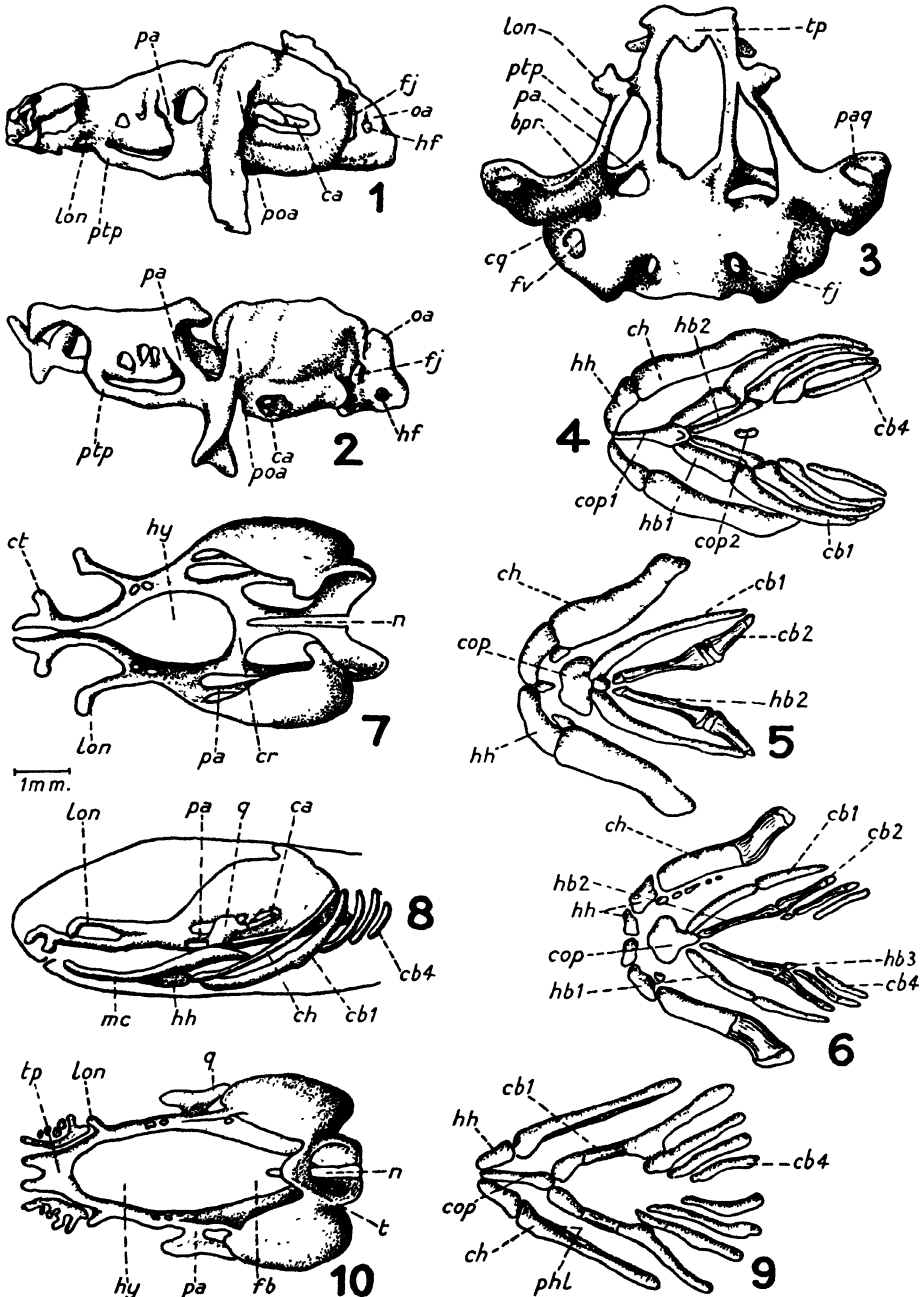 pa
fj
oa
hf
lon
ptp
poa
ca
1
lon
ptp
pa
bpr
tp
paq
cq
fv
fj
3
pa
oa
fj
hf
ptp
poa
ca
2
ch
hb2
hh
cb4
4
cop1
hb1
cop2
cb1
ct
hy
n
lon
pa
cr
7
1mm.
ch
cb1
cop
cb2
hb2
hh
5
lon
pa
q
ca
8
cb4
mc
hh
ch
cb1
ch
cb1
cb2
hb2
hh
cop
hb3
cb4
hb1
6
tp
lon
q
n
t
hy
pa
fb
10
cb1
hh
cb4
cop
ch
phl
9